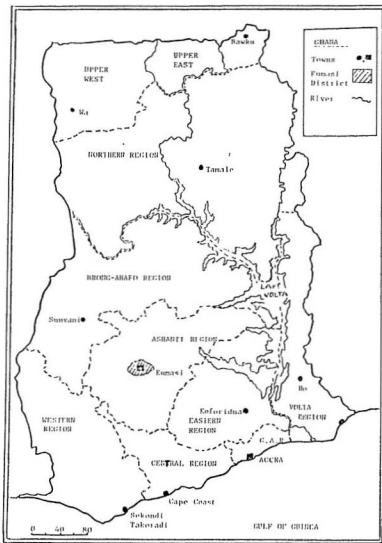 GHANA
Towns
Kumasi
District
River
UPPER
WEST
UPPER
EAST
Bawku
Wa
NORTHERN REGION
Tamale
BRONG-AHAFO REGION
LAKE
VOLTA
Sunyani
ASHANTI REGION
Kumasi
Ho
VOLTA
REGION
WESTERN
REGION
Koforidua
EASTERN
REGION
G.A.R
CENTRAL REGION
ACCRA
Cape Coast
Sekondi
Takoradi
0 40 80
GULF OF GUINEA